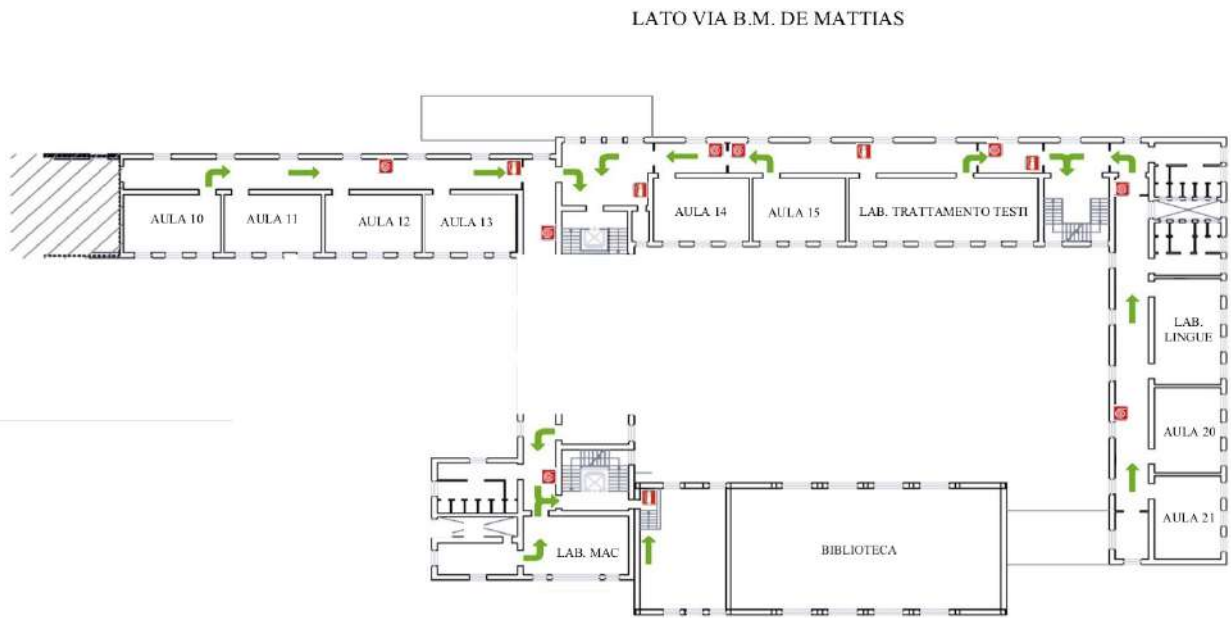 LATO VIA B.M. DE MATTIAS
AULA 10
AULA 11
AULA 12
AULA 13
AULA 14
AULA 15
LAB. TRATTAMENTO TESTI
LAB.
LINGUE
AULA 20
AULA 21
LAB. MAC
BIBLIOTECA